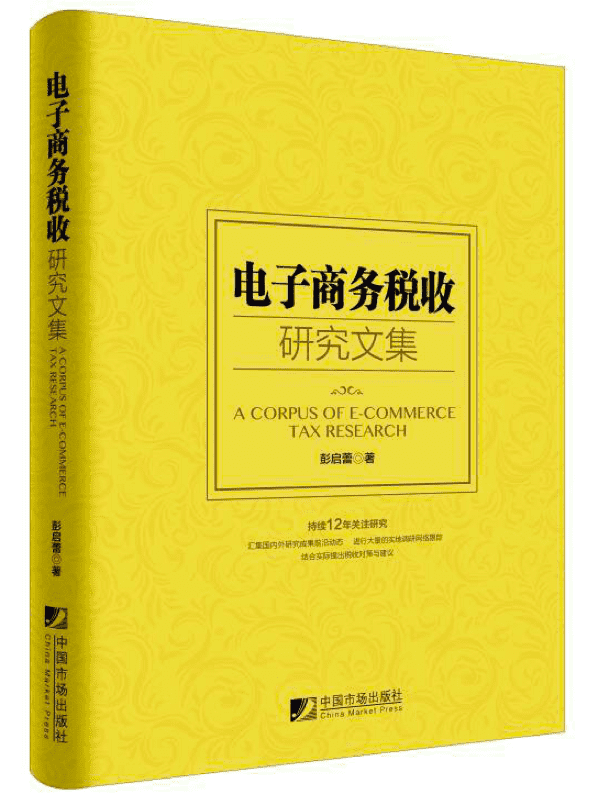 电子商务税收
研究文集
A CORPUS OF E-COMMERCE
TAX RESEARCH
彭启蕾◎著
中国市场出版社
China Market Press
电子商务税收
研究文集
A CORPUS OF E-COMMERCE
TAX RESEARCH
彭启蕾◎著
持续12年关注研究
汇集国内外研究成果前沿动态 进行大量的实地调研网络跟踪
结合实际提出税收对策与建议
中国市场出版社
China Market Press